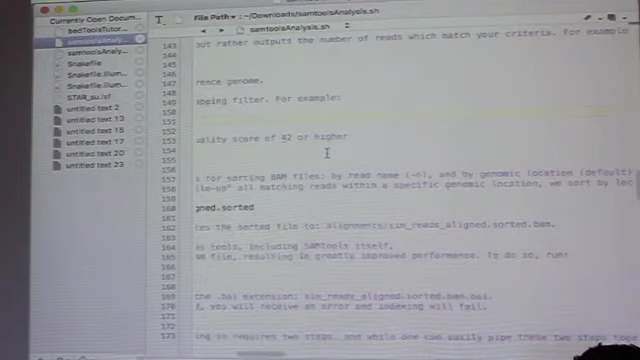 Currently Open Docum...
bedToolsTutor...
samtoolsAnaly...
samtoolsAnaly...
Snakefile
Snakefile.illum...
Snakefile.illum...
STAR_su.lsf
untitled text 2
untitled text 13
untitled text 15
untitled text 17
untitled text 20
untitled text 23
File Path : ~/Downloads/samtoolsAnalysis.sh
samtoolsAnalysis.sh
143 out rather outputs the number of reads which match your criteria. For example
144
145
146
147 rence genome.
148
149 pping filter. For example:
150
151
152
153 uality score of 42 or higher
154
155
156
157 s for sorting BAM files: by read name (-n), and by genomic location (default)
158 ile-up" all matching reads within a specific genomic location, we sort by loc
159
160 gned.sorted
161
162 tes the sorted file to: alignments/sim_reads_aligned.sorted.bam.
163
164 tools, including SAMtools itself,
165 AM file, resulting in greatly improved performance. To do so, run:
166
167
168
169 the .bai extension: sim_reads_aligned.sorted.bam.bai.
170 f, you will receive an error and indexing will fail.
171
172
173 ing so requires two steps, and while one can easily pipe these two steps toge